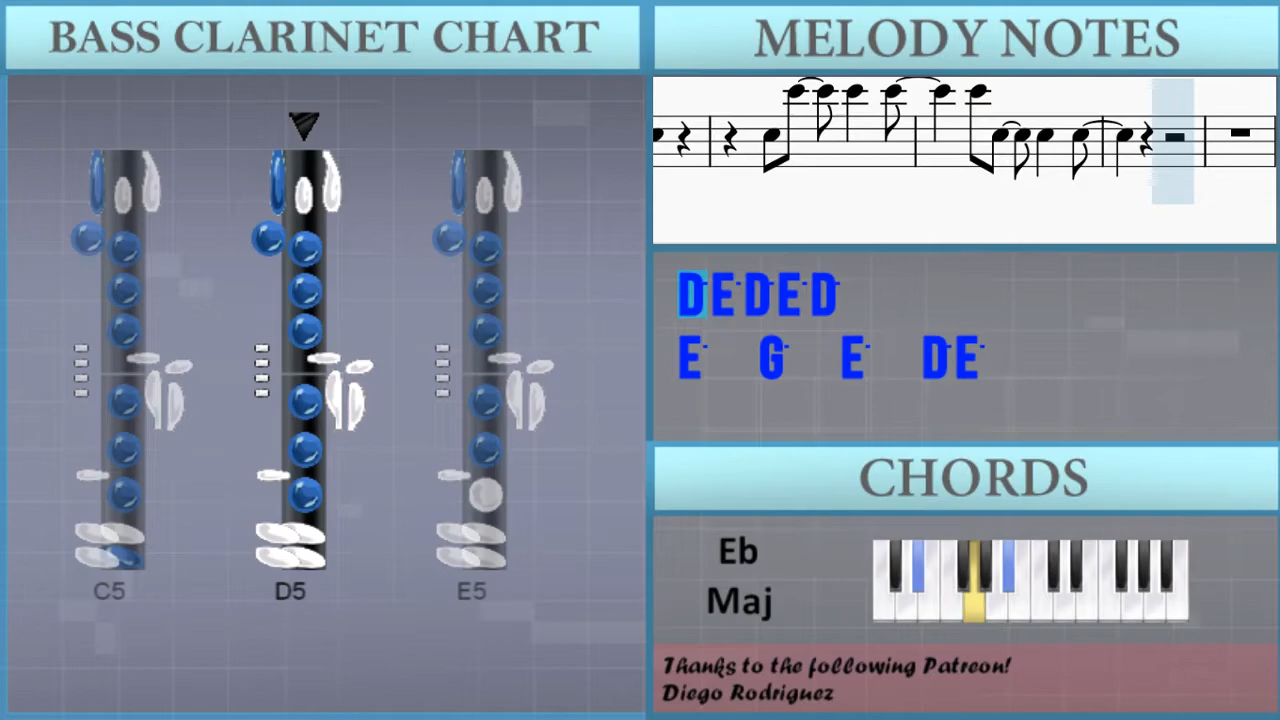 BASS CLARINET CHART
C5 D5 E5
MELODY NOTES
D·E·D·E·D·
E· G· E· DE·
CHORDS
Eb
Maj
Thanks to the following Patreon!
Diego Rodriguez